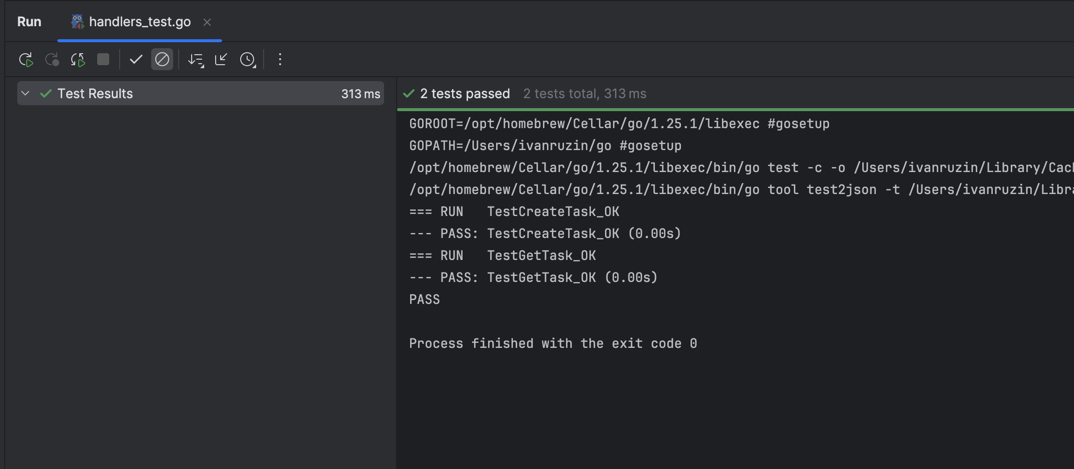 Run handlers_test.go
Test Results 313 ms
2 tests passed 2 tests total, 313 ms
GOROOT=/opt/homebrew/Cellar/go/1.25.1/libexec #gosetup
GOPATH=/Users/ivanruzin/go #gosetup
/opt/homebrew/Cellar/go/1.25.1/libexec/bin/go test -c -o /Users/ivanruzin/Library/Cach
/opt/homebrew/Cellar/go/1.25.1/libexec/bin/go tool test2json -t /Users/ivanruzin/Libra
=== RUN   TestCreateTask_OK
--- PASS: TestCreateTask_OK (0.00s)
=== RUN   TestGetTask_OK
--- PASS: TestGetTask_OK (0.00s)
PASS
Process finished with the exit code 0